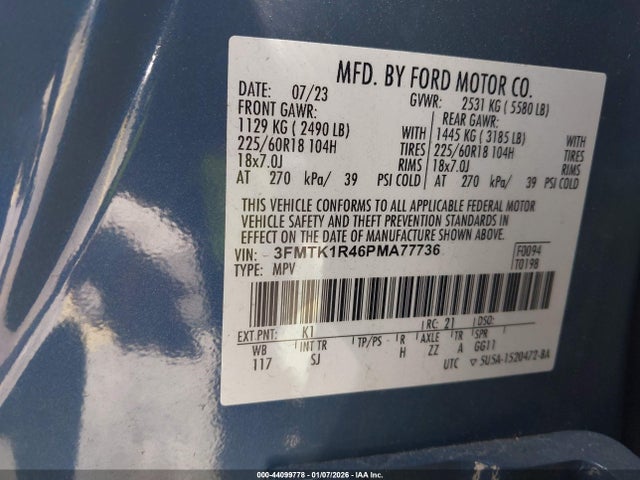 MFD. BY FORD MOTOR CO.
DATE: 07/23 GVWR: 2531 KG ( 5580 LB)
FRONT GAWR: REAR GAWR:
1129 KG ( 2490 LB) WITH 1445 KG ( 3185 LB) WITH
225/60R18 104H TIRES 225/60R18 104H TIRES
18x7.0J RIMS 18x7.0J RIMS
AT 270 kPa/ 39 PSI COLD AT 270 kPa/ 39 PSI COLD
THIS VEHICLE CONFORMS TO ALL APPLICABLE FEDERAL MOTOR
VEHICLE SAFETY AND THEFT PREVENTION STANDARDS IN
EFFECT ON THE DATE OF MANUFACTURE SHOWN ABOVE.
VIN: 3FMTK1R46PMA77736 F0094
TYPE: MPV T0198
EXT PNT: K1 RC: 21 DSO:
WB INT TR TP/PS R AXLE TR SPR
117 SJ H ZZ A GG11
UTC ▽ 5U5A-1520472-BA
000-44099778 | 01/07/2026 | IAA Inc.